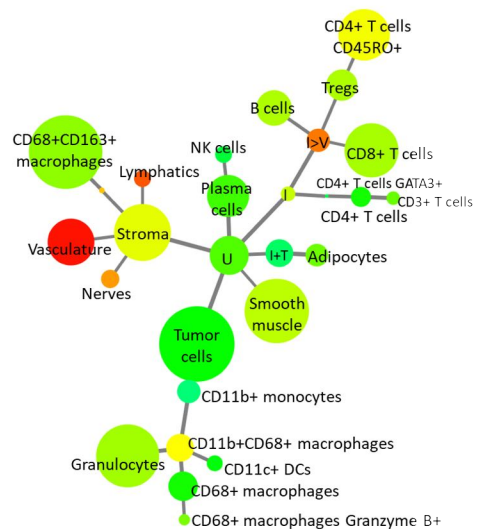 CD4+ T cells
CD45RO+
Tregs
B cells
I>V
NK cells
CD8+ T cells
CD68+CD163+
macrophages
Lymphatics
Plasma
cells
I
CD4+ T cells GATA3+
CD3+ T cells
CD4+ T cells
Stroma
Vasculature
U
I+T
Adipocytes
Nerves
Smooth
muscle
Tumor
cells
CD11b+ monocytes
CD11b+CD68+ macrophages
Granulocytes
CD11c+ DCs
CD68+ macrophages
CD68+ macrophages Granzyme B+